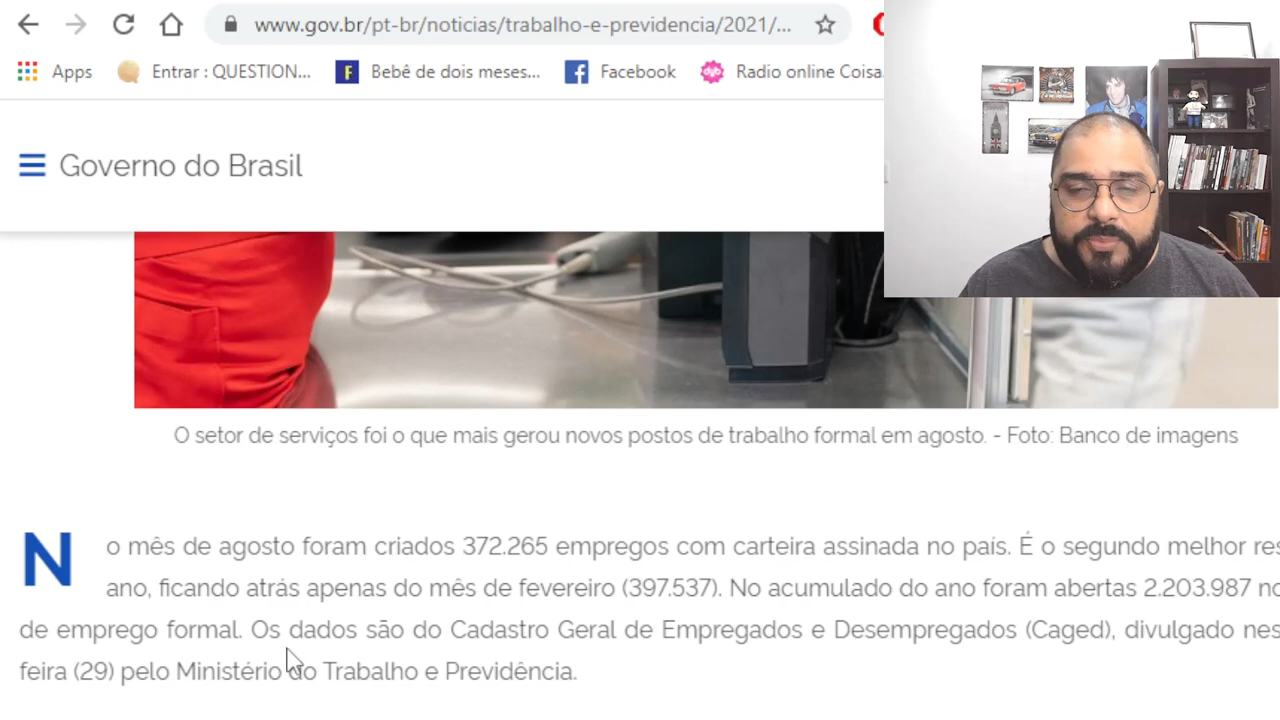 www.gov.br/pt-br/noticias/trabalho-e-previdencia/2021/...
Apps Entrar : QUESTION... Bebê de dois meses... Facebook Radio online Coisa
Governo do Brasil
O setor de serviços foi o que mais gerou novos postos de trabalho formal em agosto. - Foto: Banco de imagens
No mês de agosto foram criados 372.265 empregos com carteira assinada no país. É o segundo melhor res
ano, ficando atrás apenas do mês de fevereiro (397.537). No acumulado do ano foram abertas 2.203.987 no
de emprego formal. Os dados são do Cadastro Geral de Empregados e Desempregados (Caged), divulgado nes
feira (29) pelo Ministério do Trabalho e Previdência.